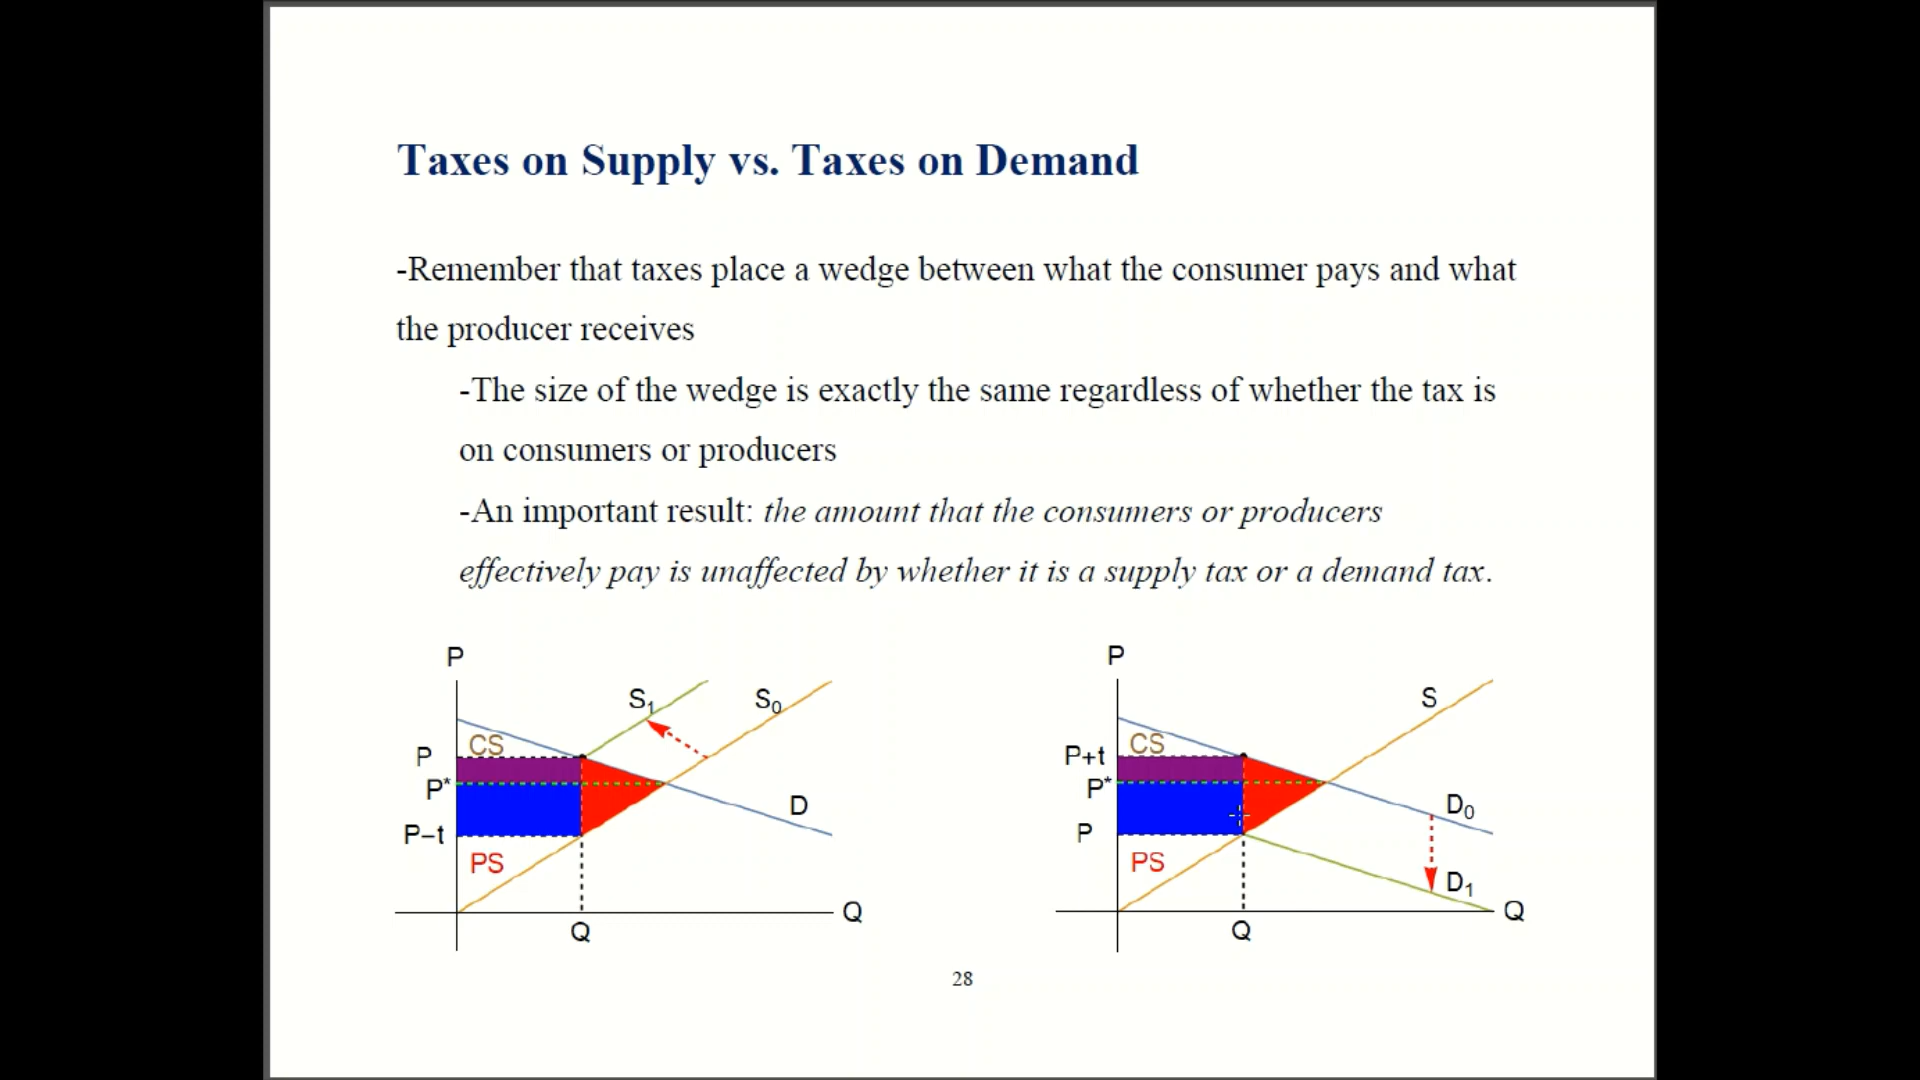 Taxes on Supply vs. Taxes on Demand
-Remember that taxes place a wedge between what the consumer pays and what
the producer receives
-The size of the wedge is exactly the same regardless of whether the tax is
on consumers or producers
-An important result: the amount that the consumers or producers
effectively pay is unaffected by whether it is a supply tax or a demand tax.
P
S₁
S₀
CS
P
P*
D
P−t
PS
Q
Q
P
S
CS
P+t
P*
D₀
P
PS
D₁
Q
Q
28